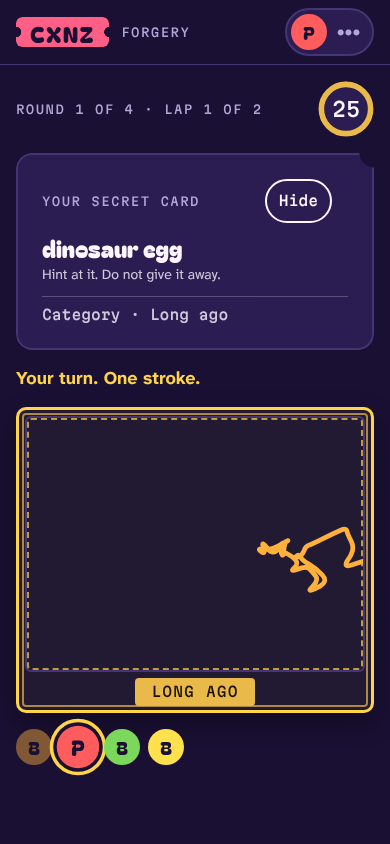 CXNZ FORGERY P •••
ROUND 1 OF 4 · LAP 1 OF 2 25
YOUR SECRET CARD Hide
dinosaur egg
Hint at it. Do not give it away.
Category · Long ago
Your turn. One stroke.
LONG AGO
B P B B